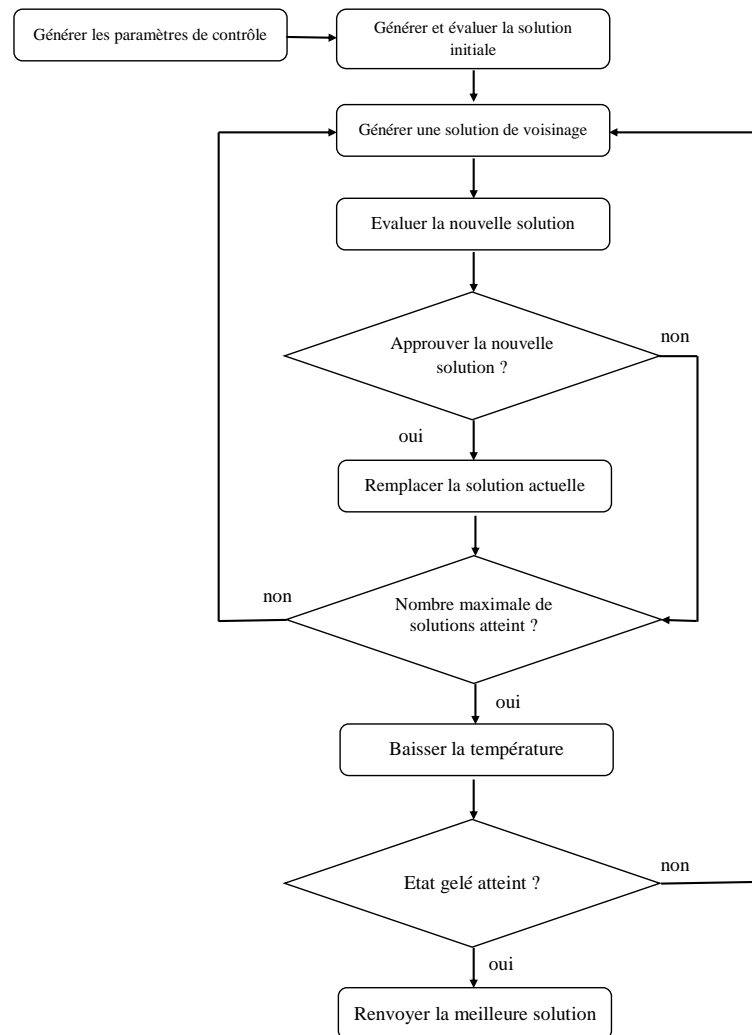 Générer les paramètres de contrôle
Générer et évaluer la solution
initiale
Générer une solution de voisinage
Evaluer la nouvelle solution
Approuver la nouvelle
solution ?
non
oui
Remplacer la solution actuelle
non
Nombre maximale de
solutions atteint ?
oui
Baisser la température
Etat gelé atteint ?
non
oui
Renvoyer la meilleure solution